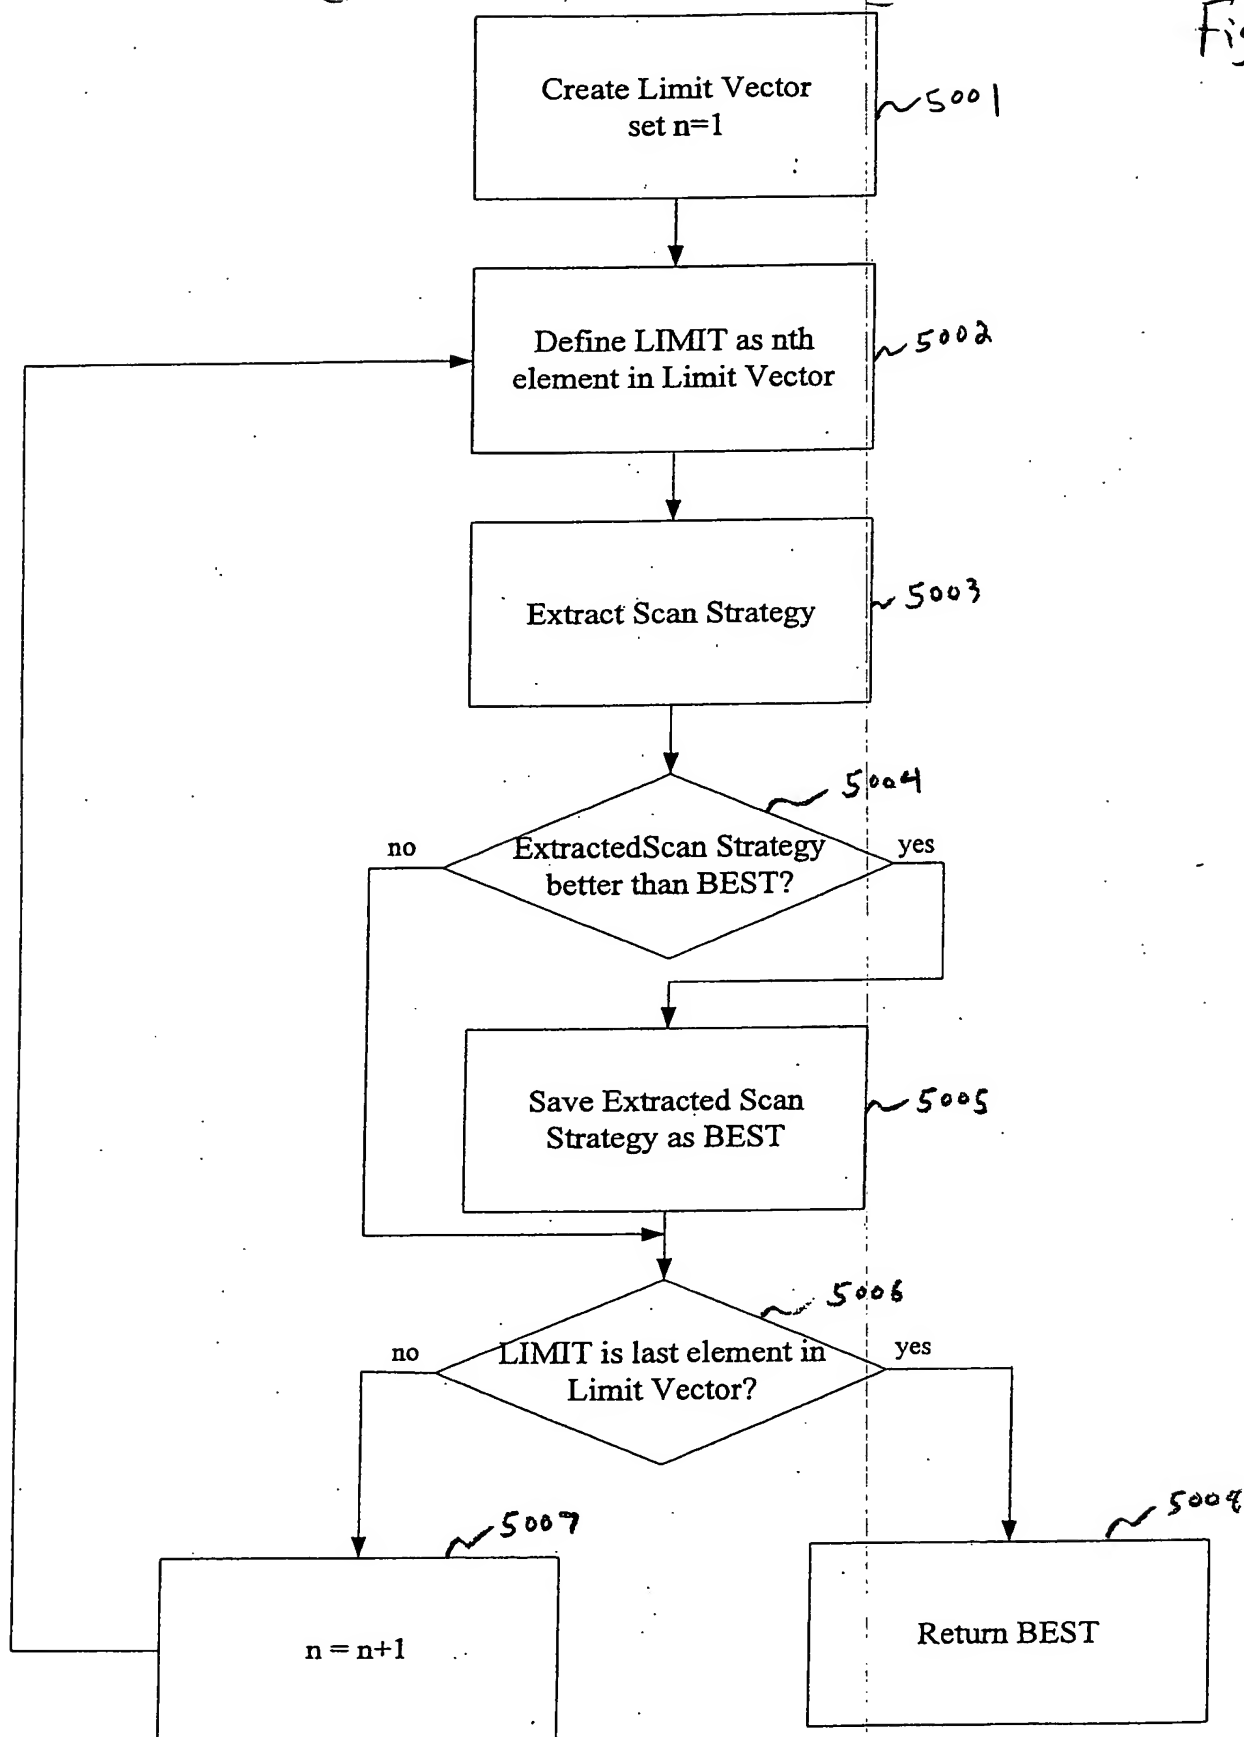 Create Limit Vector
set n=1
5001
Define LIMIT as nth
element in Limit Vector
5002
Extract Scan Strategy
5003
5004
no
ExtractedScan Strategy
better than BEST?
yes
Save Extracted Scan
Strategy as BEST
5005
5006
no
LIMIT is last element in
Limit Vector?
yes
5007
n = n+1
Return BEST